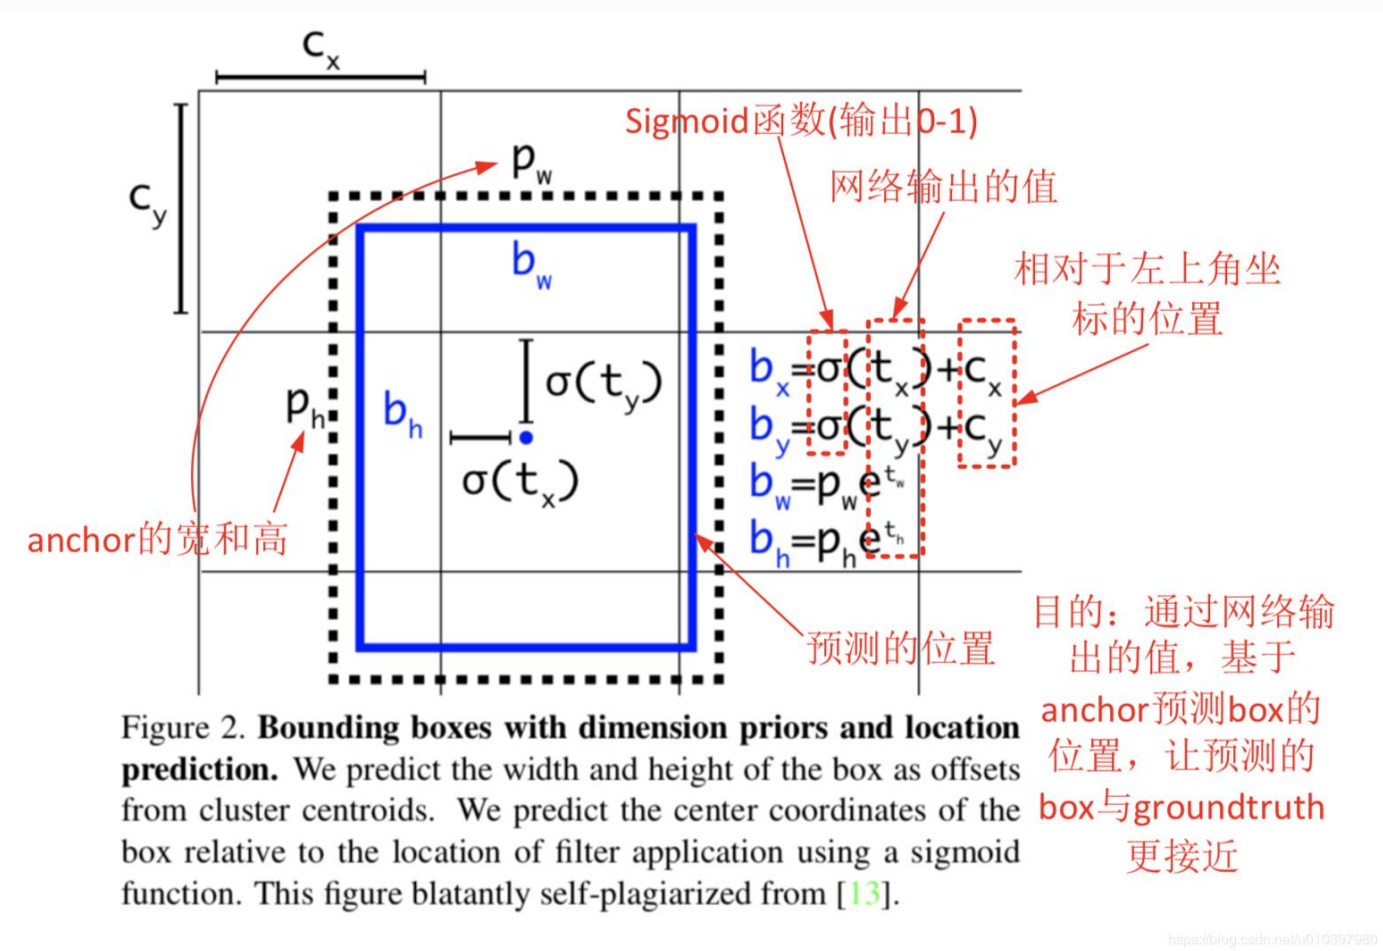 cx
cy
Sigmoid函数(输出0-1)
网络输出的值
pw
bw
相对于左上角坐
标的位置
ph
bh
σ(ty)
σ(tx)
bx=σ(tx)+cx
by=σ(ty)+cy
bw=pwe^tw
bh=phe^th
anchor的宽和高
预测的位置
目的：通过网络输
出的值，基于
anchor预测box的
位置，让预测的
box与groundtruth
更接近
Figure 2. Bounding boxes with dimension priors and location
prediction. We predict the width and height of the box as offsets
from cluster centroids. We predict the center coordinates of the
box relative to the location of filter application using a sigmoid
function. This figure blatantly self-plagiarized from [13].
https://blog.csdn.net/u010397980